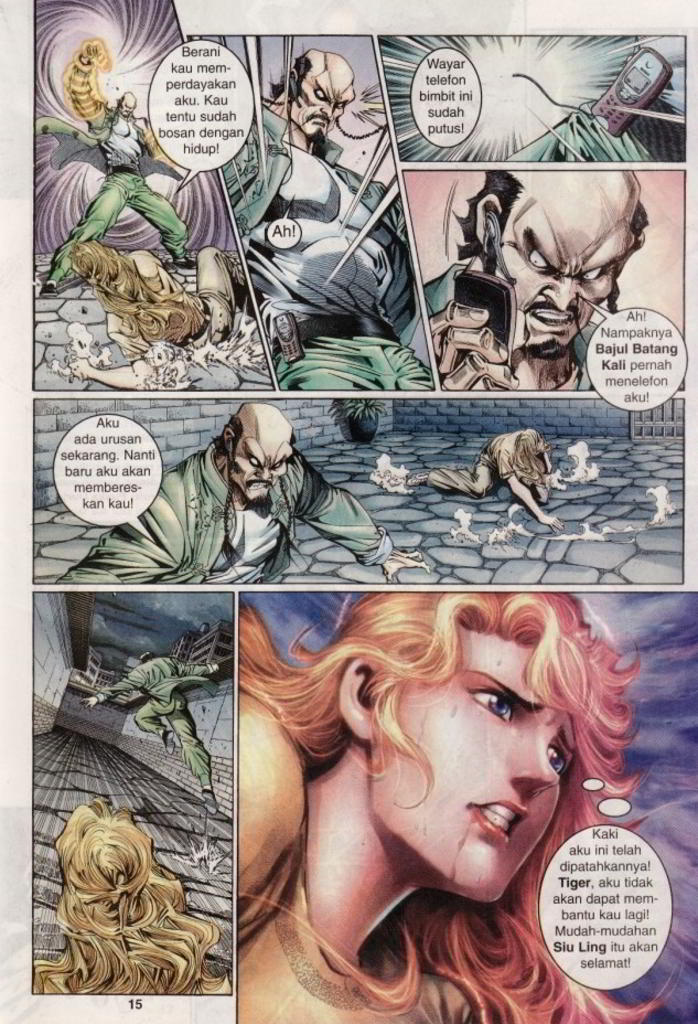 Berani
kau mem-
perdayakan
aku. Kau
tentu sudah
bosan dengan
hidup!
Ah!
Wayar
telefon
bimbit ini
sudah
putus!
Ah!
Nampaknya
Bajul Batang
Kali pernah
menelefon
aku!
Aku
ada urusan
sekarang. Nanti
baru aku akan
memberes-
kan kau!
Kaki
aku ini telah
dipatahkannya!
Tiger, aku tidak
akan dapat mem-
bantu kau lagi!
Mudah-mudahan
Siu Ling itu akan
selamat!
15